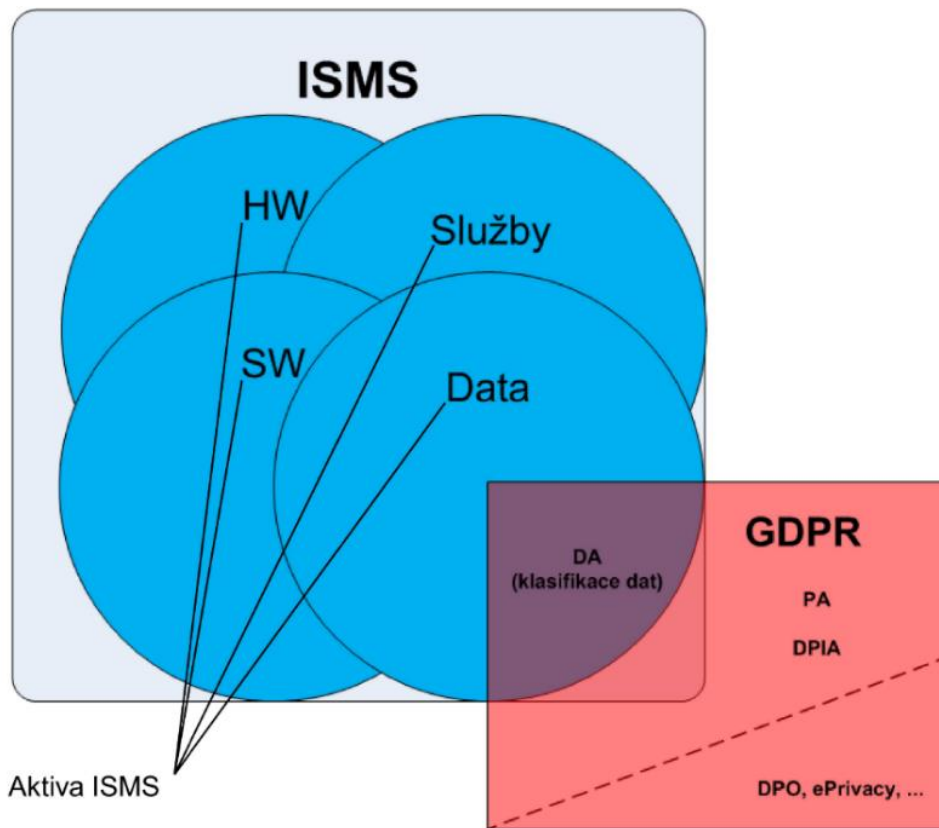 ISMS
HW
Služby
SW
Data
GDPR
DA
(klasifikace dat)
PA
DPIA
Aktiva ISMS
DPO, ePrivacy, ...